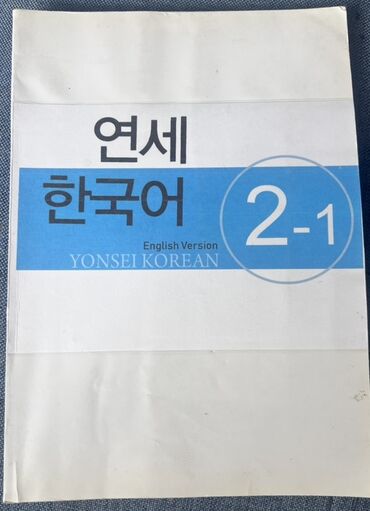 연세
한국어
2-1
English Version
YONSEI KOREAN